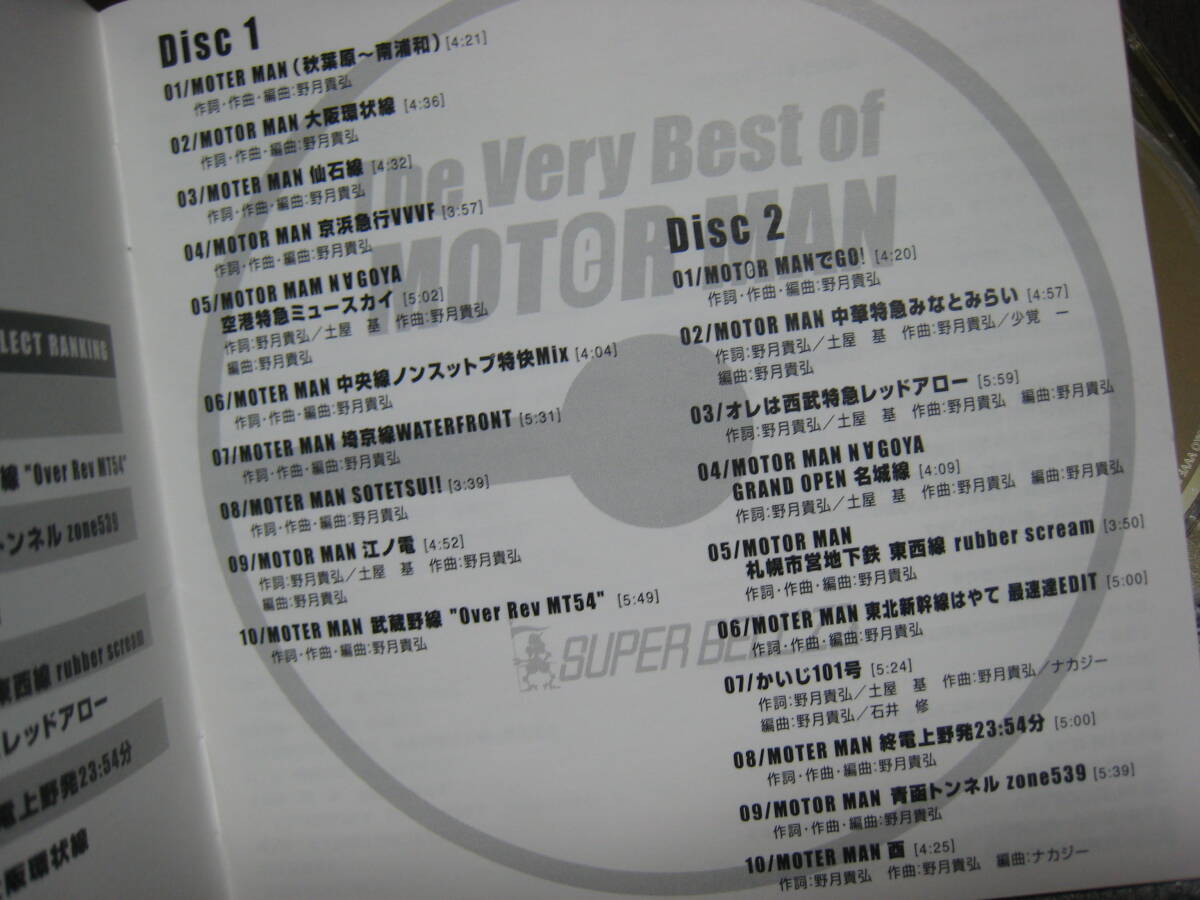 LECT RANKING
線 "Over Rev MT54"
トンネル zone539
東西線 rubber scream
レッドアロー
電上野発23:54分
阪環状線
The Very Best of
MOTeR MAN
Disc 1
01/MOTER MAN (秋葉原～南浦和) [4:21]
作詞・作曲・編曲:野月貴弘
02/MOTOR MAN 大阪環状線 [4:36]
作詞・作曲・編曲:野月貴弘
03/MOTER MAN 仙石線 [4:32]
作詞・作曲・編曲:野月貴弘
04/MOTOR MAN 京浜急行VVVF [3:57]
作詞・作曲・編曲:野月貴弘
05/MOTOR MAM N∀GOYA
空港特急ミュースカイ [5:02]
作詞:野月貴弘／土屋 基 作曲:野月貴弘
編曲:野月貴弘
06/MOTER MAN 中央線ノンスットプ特快Mix [4:04]
作詞・作曲・編曲:野月貴弘
07/MOTER MAN 埼京線WATERFRONT [5:31]
作詞・作曲・編曲:野月貴弘
08/MOTER MAN SOTETSU!! [3:39]
作詞・作曲・編曲:野月貴弘
09/MOTOR MAN 江ノ電 [4:52]
作詞:野月貴弘／土屋 基 作曲:野月貴弘
編曲:野月貴弘
10/MOTER MAN 武蔵野線 "Over Rev MT54" [5:49]
作詞・作曲・編曲:野月貴弘
SUPER BE
Disc 2
01/MOTeR MANでGO! [4:20]
作詞・作曲・編曲:野月貴弘
02/MOTOR MAN 中華特急みなとみらい [4:57]
作詞:野月貴弘／土屋 基 作曲:野月貴弘／少覚 一
編曲:野月貴弘
03/オレは西武特急レッドアロー [5:59]
作詞:野月貴弘／土屋 基 作曲:野月貴弘 編曲:野月貴弘
04/MOTOR MAN N∀GOYA
GRAND OPEN 名城線 [4:09]
作詞:野月貴弘／土屋 基 作曲:野月貴弘 編曲:野月貴弘
05/MOTOR MAN
札幌市営地下鉄 東西線 rubber scream [3:50]
作詞・作曲・編曲:野月貴弘
06/MOTER MAN 東北新幹線はやて 最速達EDIT [5:00]
作詞・作曲・編曲:野月貴弘
07/かいじ101号 [5:24]
作詞:野月貴弘／土屋 基 作曲:野月貴弘／ナカジー
編曲:野月貴弘／石井 修
08/MOTER MAN 終電上野発23:54分 [5:00]
作詞・作曲・編曲:野月貴弘
09/MOTOR MAN 青函トンネル zone539 [5:39]
作詞・作曲・編曲:野月貴弘
10/MOTER MAN 酉 [4:25]
作詞:野月貴弘 作曲:野月貴弘 編曲:ナカジー